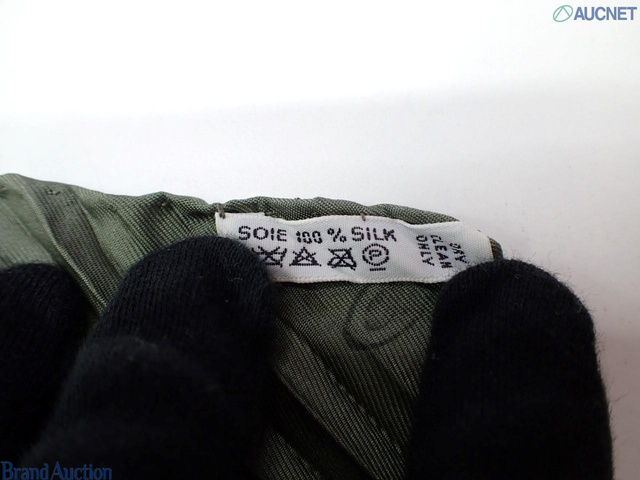 AUCNET
SOIE 100 % SILK
P
DRY
CLEAN
ONLY
Brand Auction